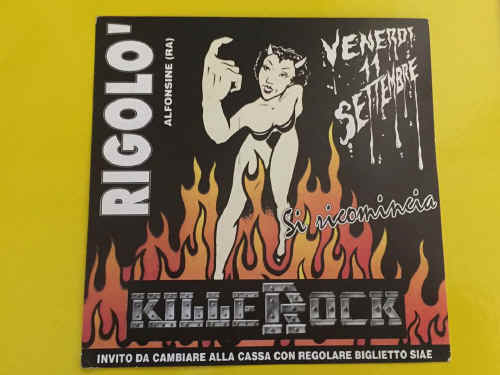 RIGOLO'
ALFONSINE (RA)
VENERDI
11
SETTEMBRE
Si ricomincia
KILLEROCK
INVITO DA CAMBIARE ALLA CASSA CON REGOLARE BIGLIETTO SIAE